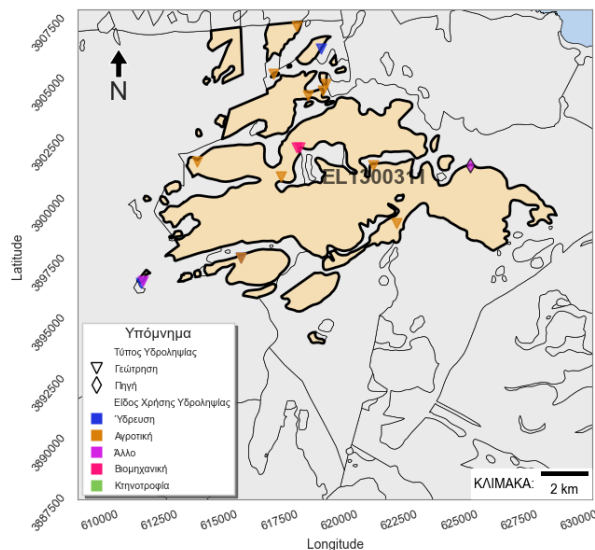 3907500
3905000
3902500
3900000
3897500
3895000
3892500
3890000
3887500
Latitude
N
EL1300311
Υπόμνημα
Τύπος Υδροληψίας
Γεώτρηση
Πηγή
Είδος Χρήσης Υδροληψίας
Ύδρευση
Αγροτική
Άλλο
Βιομηχανική
Κτηνοτροφία
ΚΛΙΜΑΚΑ:
2 km
610000
612500
615000
617500
620000
622500
625000
627500
630000
Longitude